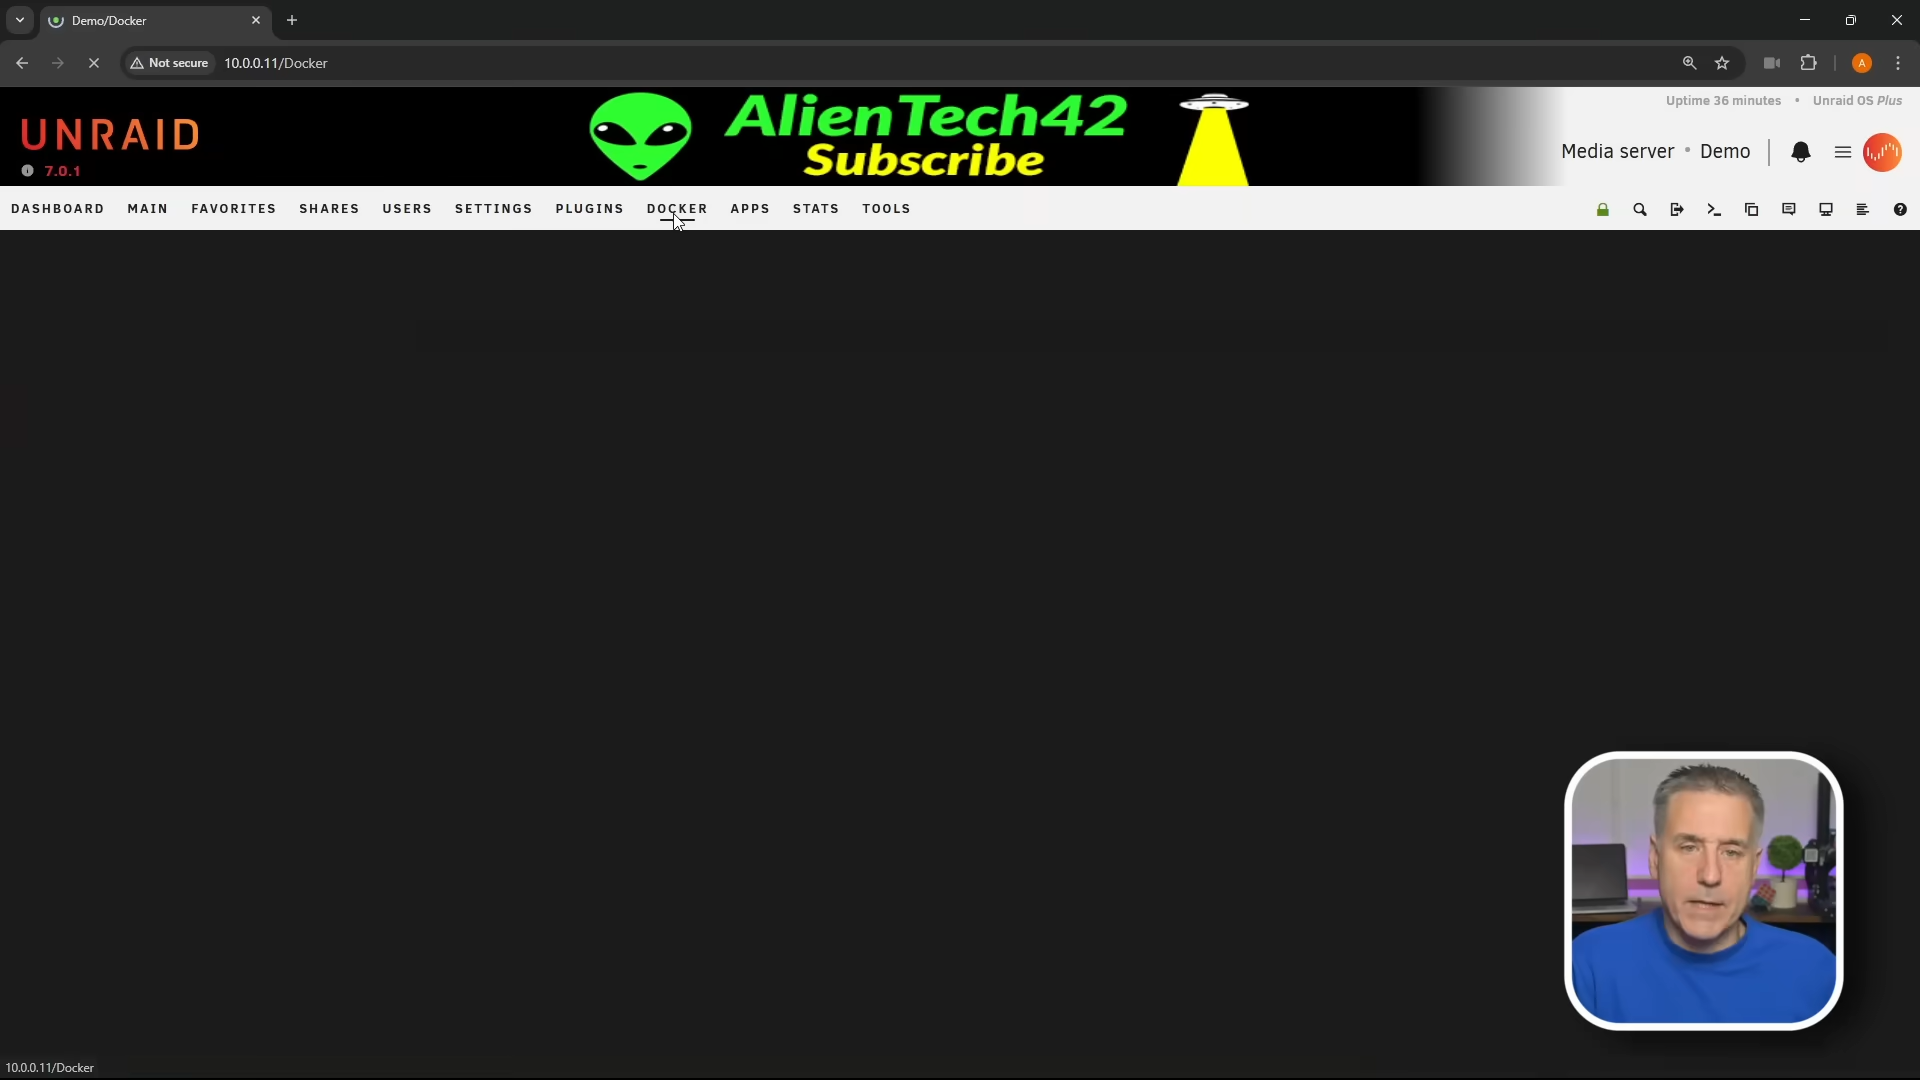 Demo/Docker
Not secure
10.0.0.11/Docker
A
UNRAID
7.0.1
AlienTech42
Subscribe
Uptime 36 minutes • Unraid OS Plus
Media server • Demo
DASHBOARD MAIN FAVORITES SHARES USERS SETTINGS PLUGINS DOCKER APPS STATS TOOLS
10.0.0.11/Docker